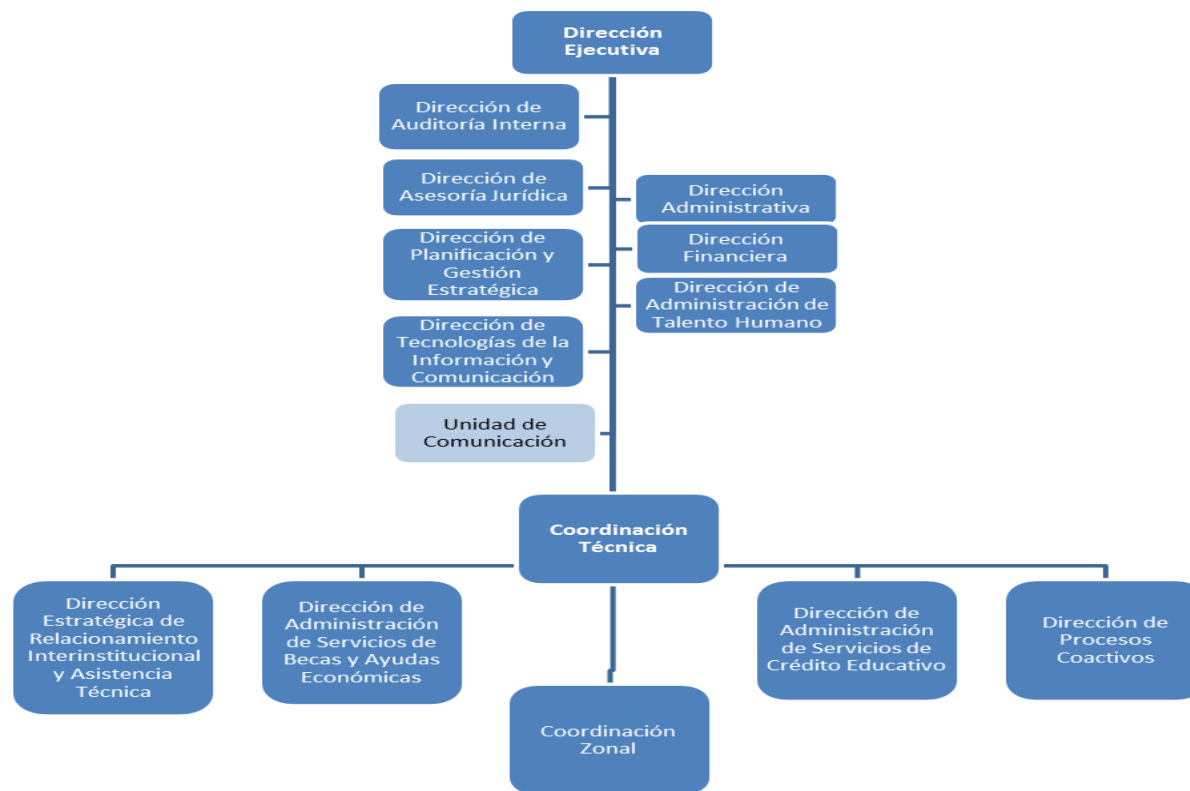 Dirección
Ejecutiva
Dirección de
Auditoría Interna
Dirección de
Asesoría Jurídica
Dirección
Administrativa
Dirección de
Planificación y
Gestión
Estratégica
Dirección
Financiera
Dirección de
Administración de
Talento Humano
Dirección de
Tecnologías de la
Información y
Comunicación
Unidad de
Comunicación
Coordinación
Técnica
Dirección
Estratégica de
Relacionamiento
Interinstitucional
y Asistencia
Técnica
Dirección de
Administración
de Servicios de
Becas y Ayudas
Económicas
Coordinación
Zonal
Dirección de
Administración
de Servicios de
Crédito Educativo
Dirección de
Procesos
Coactivos